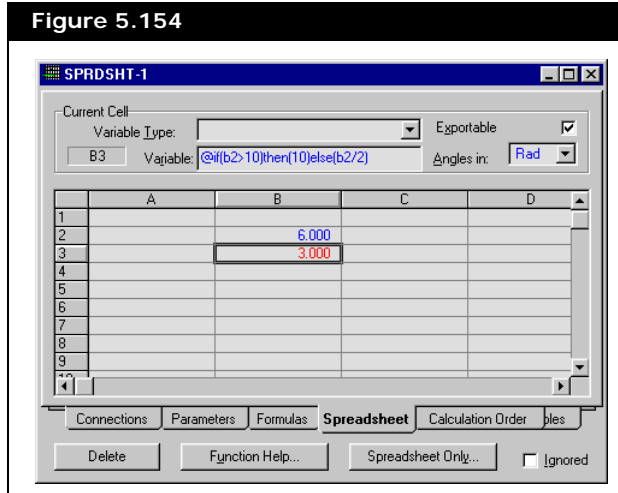 Figure 5.154
SPRDSHT-1
Current Cell
Variable Type:
Exportable
B3
Variable: @if(b2>10)then(10)else(b2/2)
Angles in: Rad
A B C D
1
2 6.000
3 3.000
4
5
6
7
8
9
Connections Parameters Formulas Spreadsheet Calculation Order bles
Delete Function Help... Spreadsheet Only... Ignored